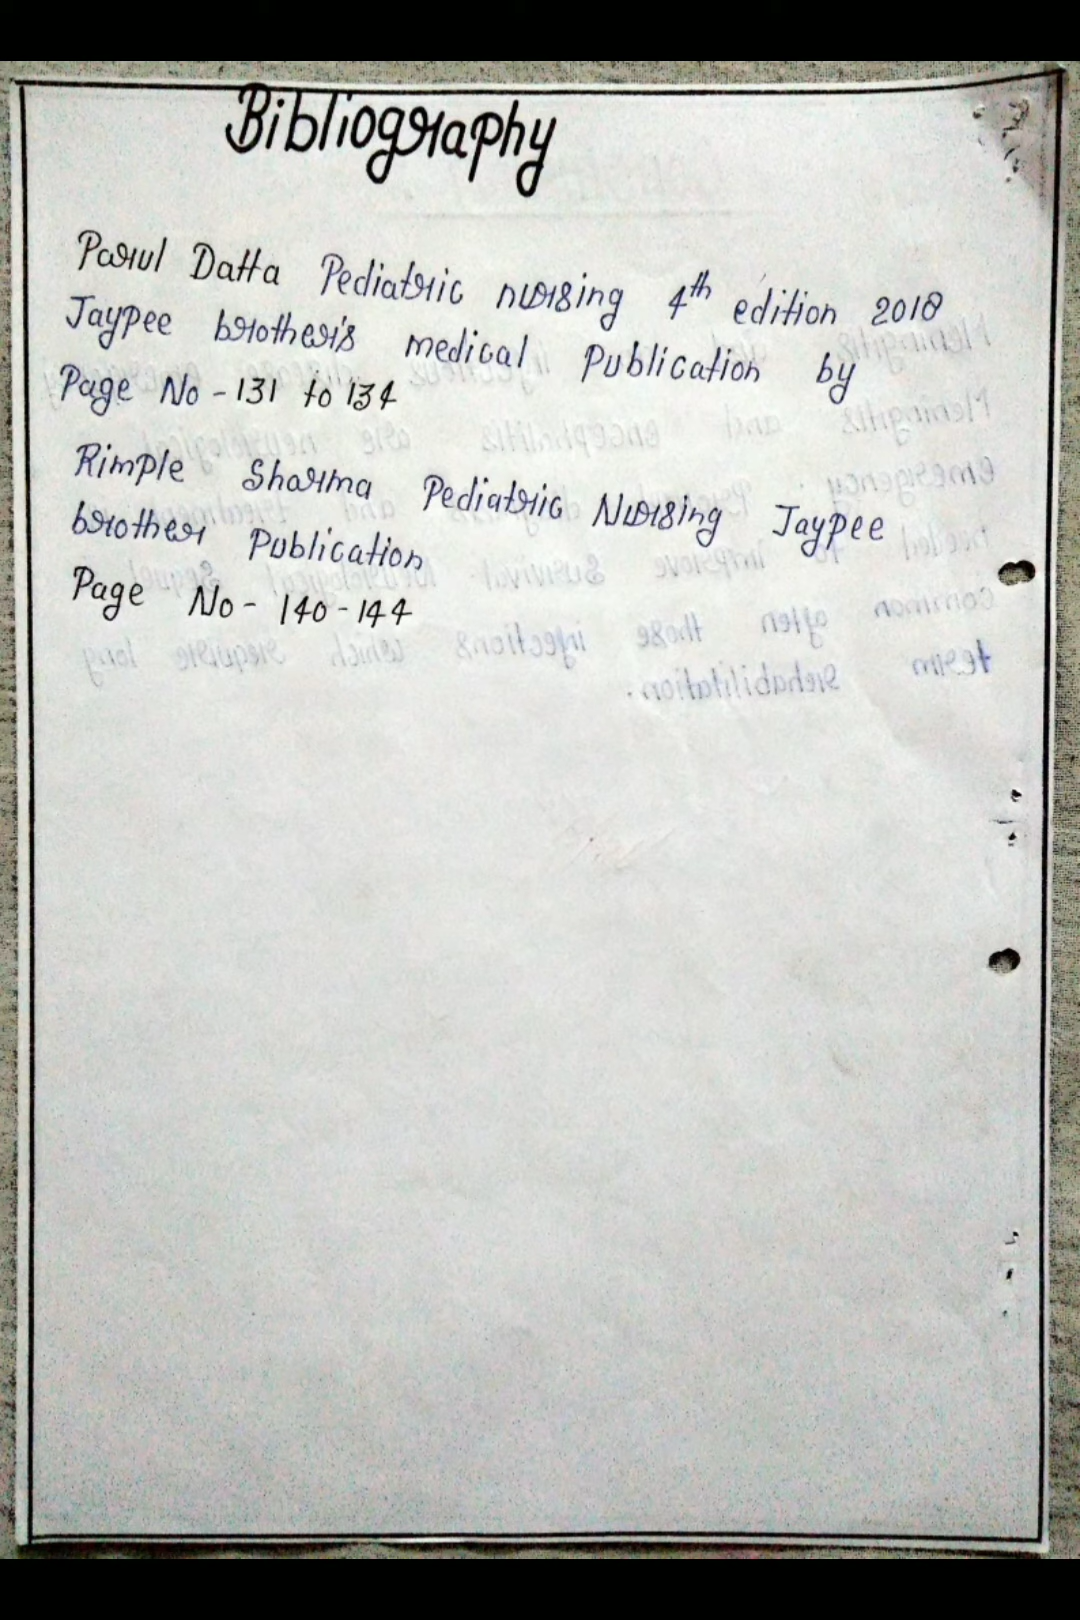 Bibliography
Parul Datta Pediatric nursing 4th edition 2018
Jaypee brother's medical Publication by
Page No - 131 to 134
Rimple Sharma Pediatric Nursing Jaypee
brother Publication
Page No - 140 - 144